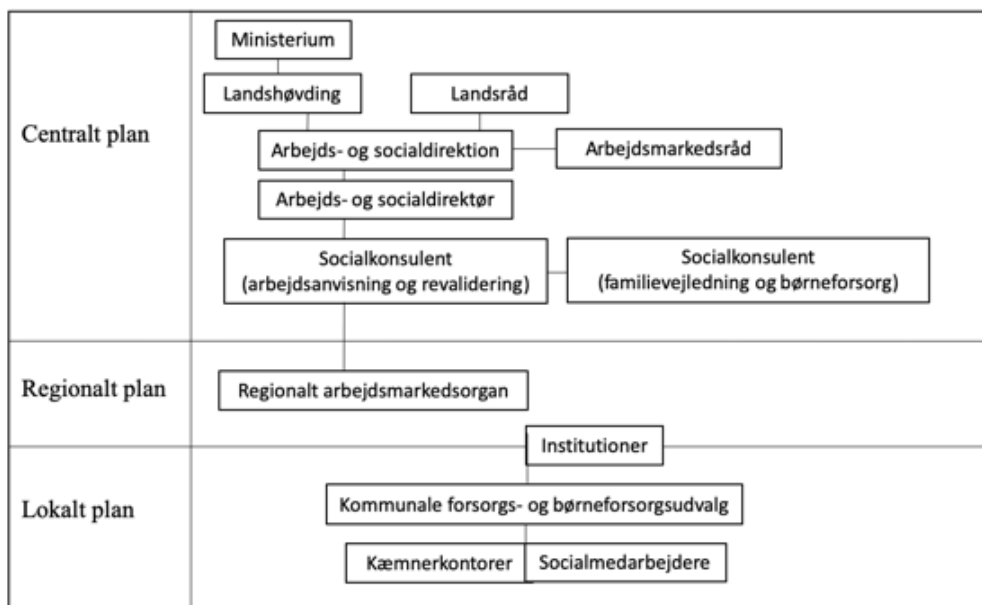 Centralt plan
Ministerium
Landshøvding
Landsråd
Arbejds- og socialdirektion
Arbejdsmarkedsråd
Arbejds- og socialdirektør
Socialkonsulent
(arbejdsanvisning og revalidering)
Socialkonsulent
(familievejledning og børneforsorg)
Regionalt plan
Regionalt arbejdsmarkedsorgan
Institutioner
Lokalt plan
Kommunale forsorgs- og børneforsorgsudvalg
Kæmnerkontorer
Socialmedarbejdere